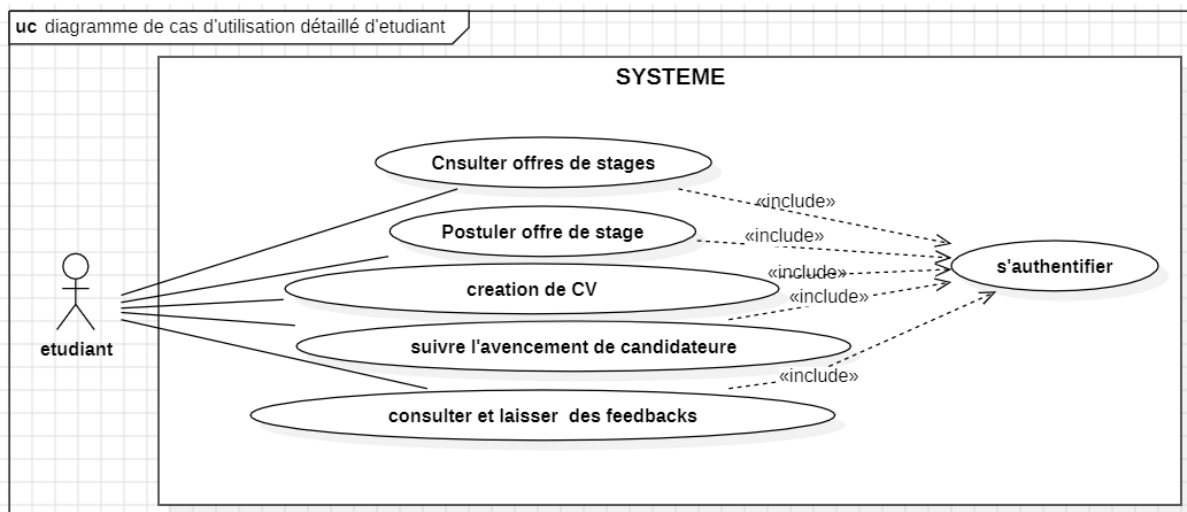 uc diagramme de cas d'utilisation détaillé d'etudiant
SYSTEME
Cnsulter offres de stages
«include»
Postuler offre de stage
«include»
s'authentifier
«include»
creation de CV
«include»
suivre l'avencement de candidateure
etudiant
«include»
consulter et laisser des feedbacks